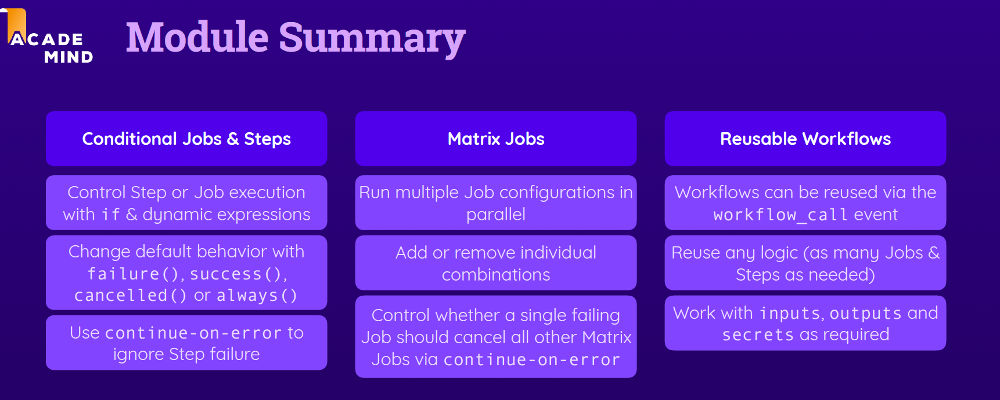 ACADE
MIND
Module Summary
Conditional Jobs & Steps
Control Step or Job execution
with if & dynamic expressions
Change default behavior with
failure(), success(),
cancelled() or always()
Use continue-on-error to
ignore Step failure
Matrix Jobs
Run multiple Job configurations in
parallel
Add or remove individual
combinations
Control whether a single failing
Job should cancel all other Matrix
Jobs via continue-on-error
Reusable Workflows
Workflows can be reused via the
workflow_call event
Reuse any logic (as many Jobs &
Steps as needed)
Work with inputs, outputs and
secrets as required